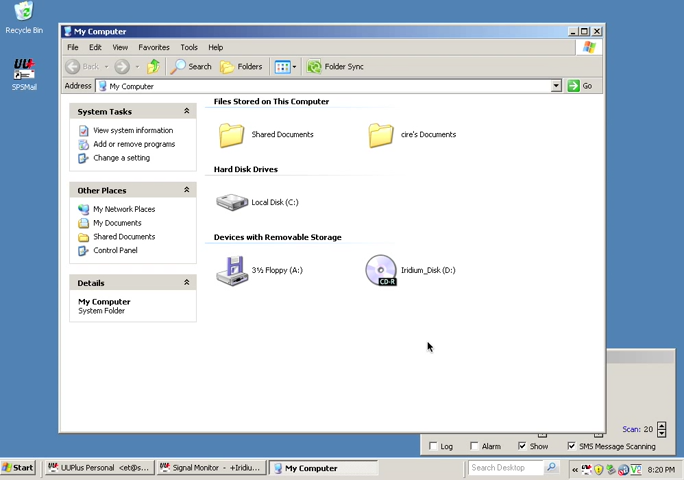 Recycle Bin
UU
SPSMail
My Computer
File Edit View Favorites Tools Help
Back Search Folders Folder Sync
Address My Computer Go
System Tasks
View system information
Add or remove programs
Change a setting
Other Places
My Network Places
My Documents
Shared Documents
Control Panel
Details
My Computer
System Folder
Files Stored on This Computer
Shared Documents cire's Documents
Hard Disk Drives
Local Disk (C:)
Devices with Removable Storage
3½ Floppy (A:) Iridium_Disk (D:)
CD-R
Scan: 20
Log Alarm Show SMS Message Scanning
Start UUPlus Personal <et@s... Signal Monitor - +Iridiu... My Computer Search Desktop 8:20 PM